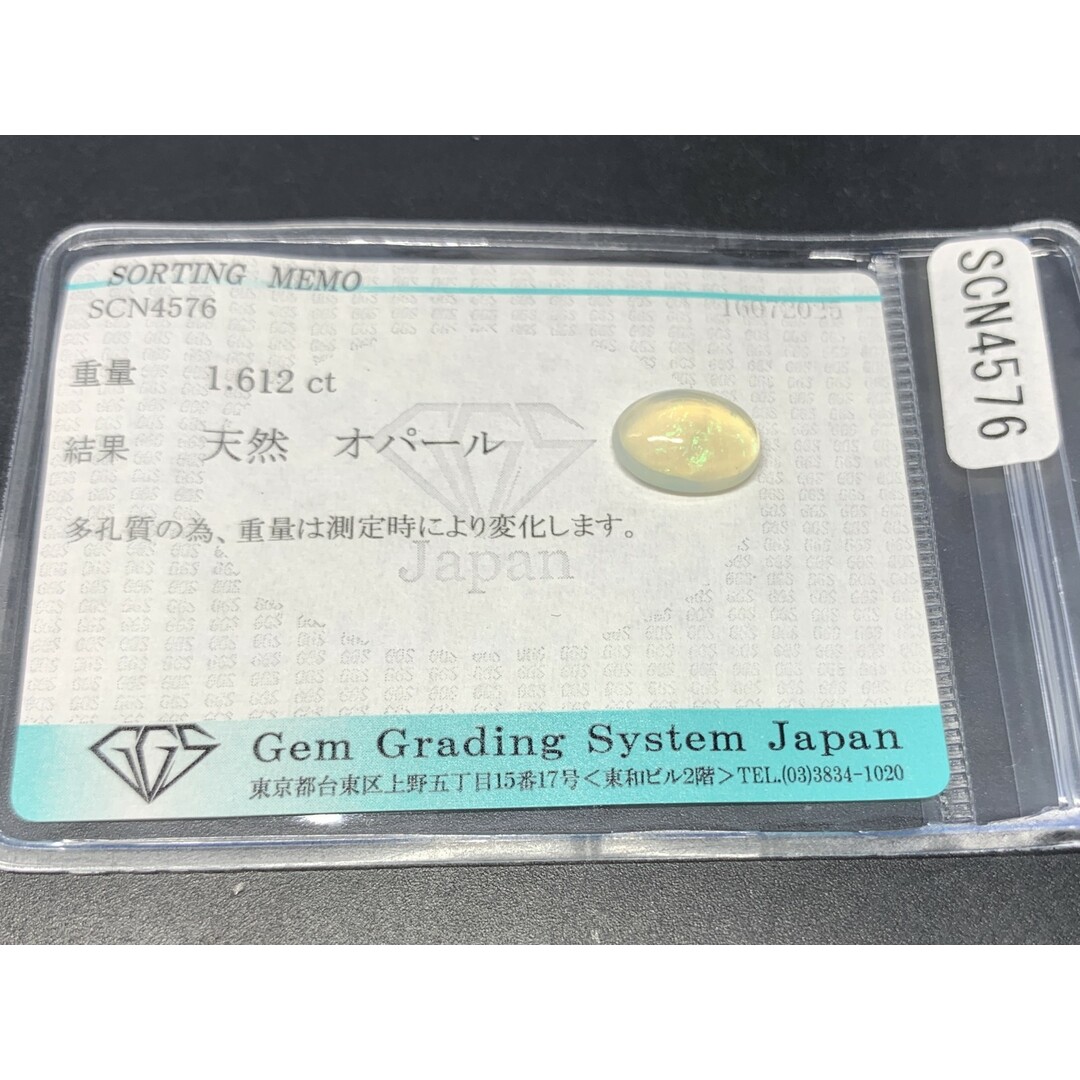 SORTING MEMO
SCN4576 10072025
重量 1.612 ct
結果 天然 オパール
多孔質の為、重量は測定時により変化します。
Japan
GGS Gem Grading System Japan
東京都台東区上野五丁目15番17号<東和ビル2階>TEL.(03)3834-1020
SCN4576